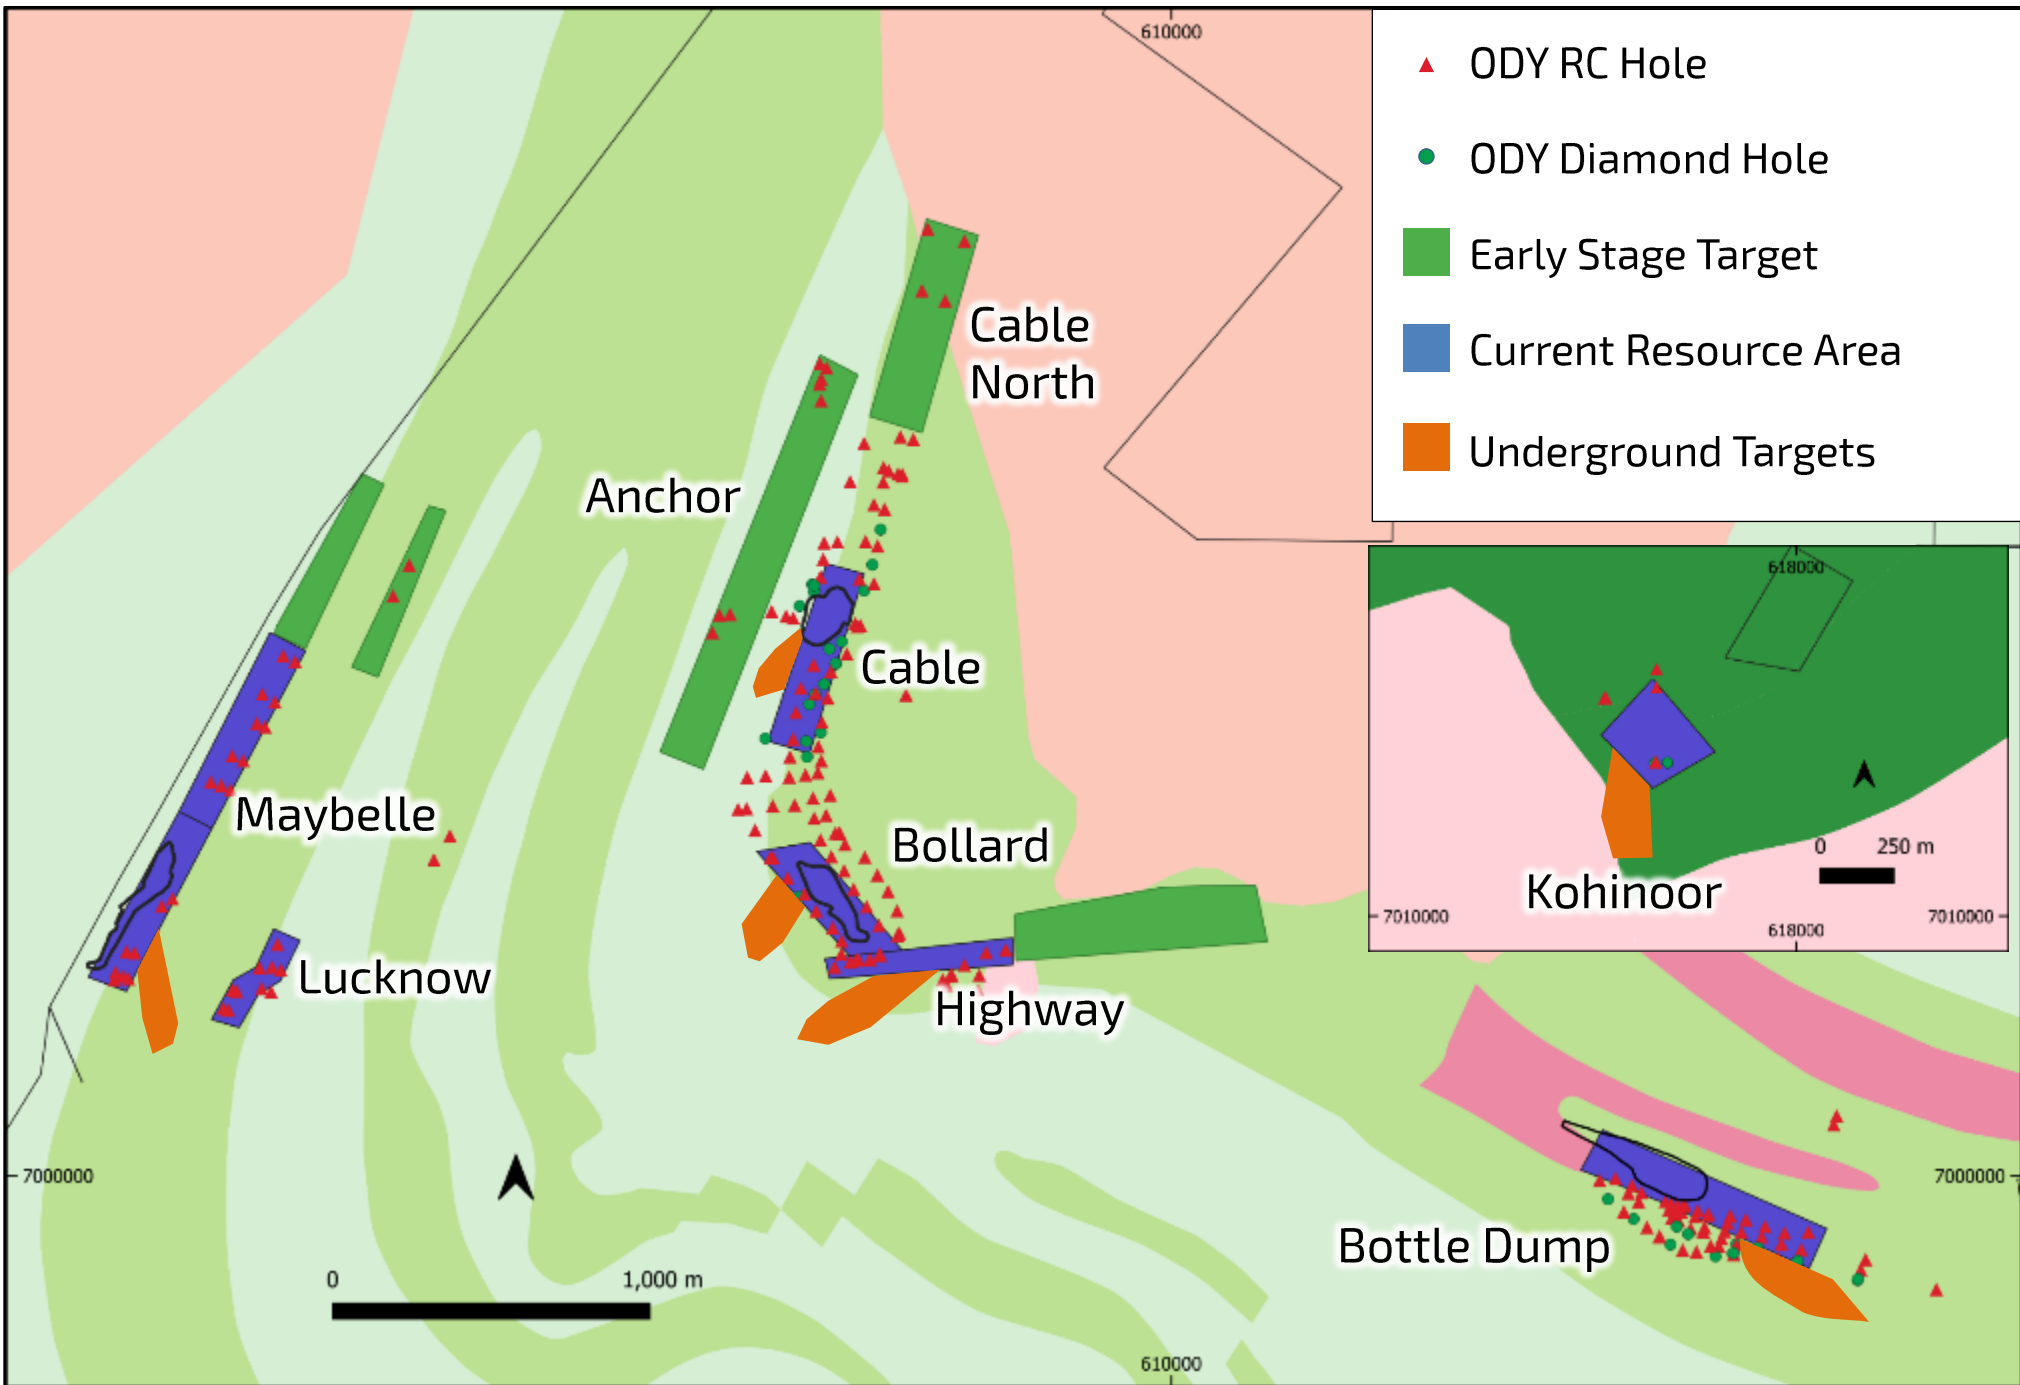 610000
ODY RC Hole
ODY Diamond Hole
Early Stage Target
Current Resource Area
Underground Targets
Cable
North
Anchor
618000
Cable
Maybelle
Bollard
0 250 m
Kohinoor
7010000 7010000
618000
Lucknow
Highway
7000000 7000000
Bottle Dump
0 1,000 m
610000